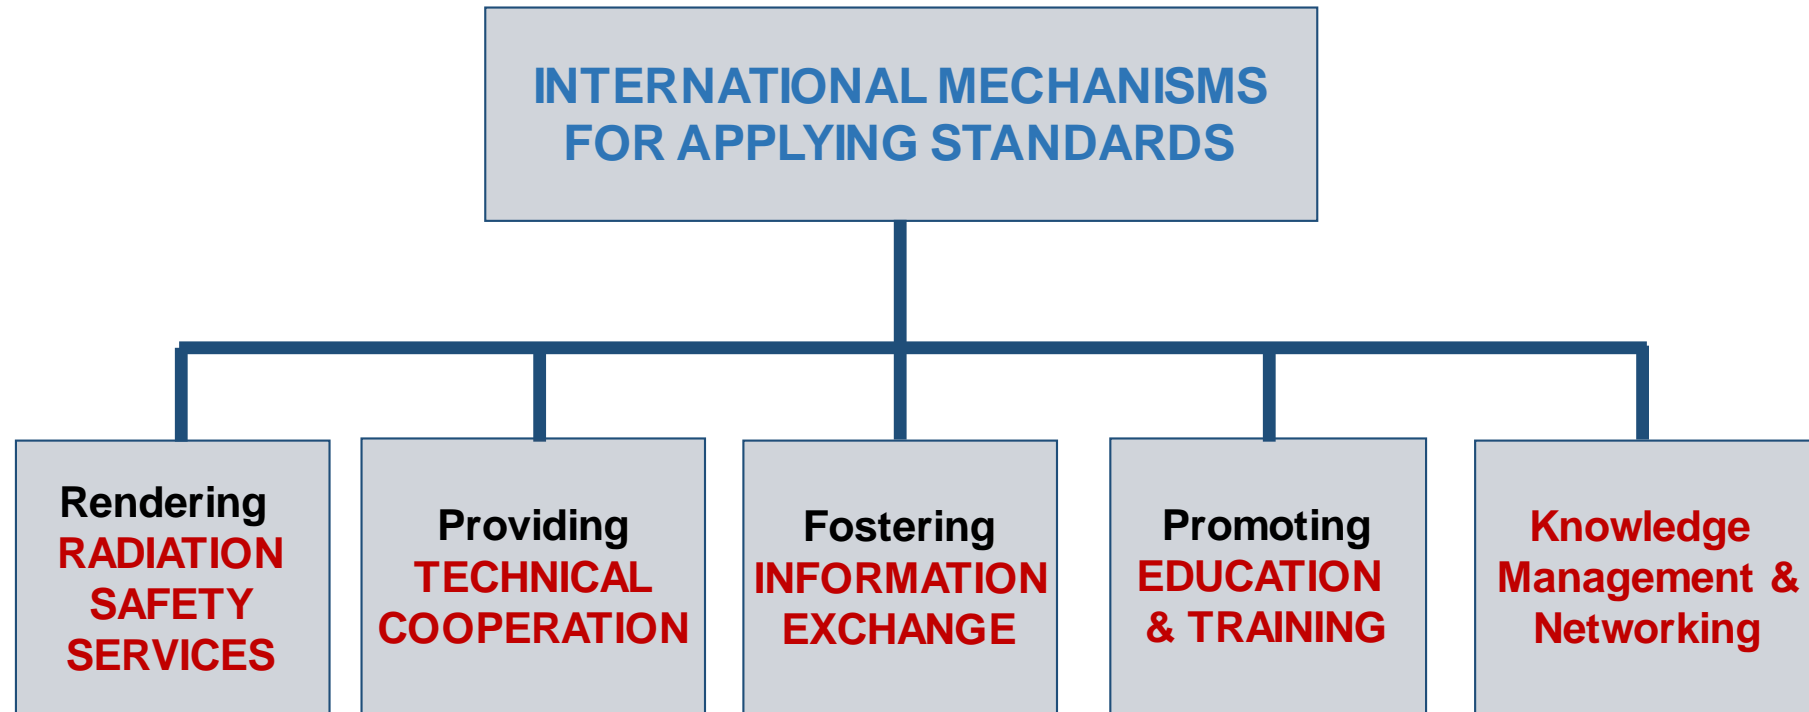 INTERNATIONAL MECHANISMS
FOR APPLYING STANDARDS
Rendering
RADIATION
SAFETY
SERVICES
Providing
TECHNICAL
COOPERATION
Fostering
INFORMATION
EXCHANGE
Promoting
EDUCATION
& TRAINING
Knowledge
Management &
Networking